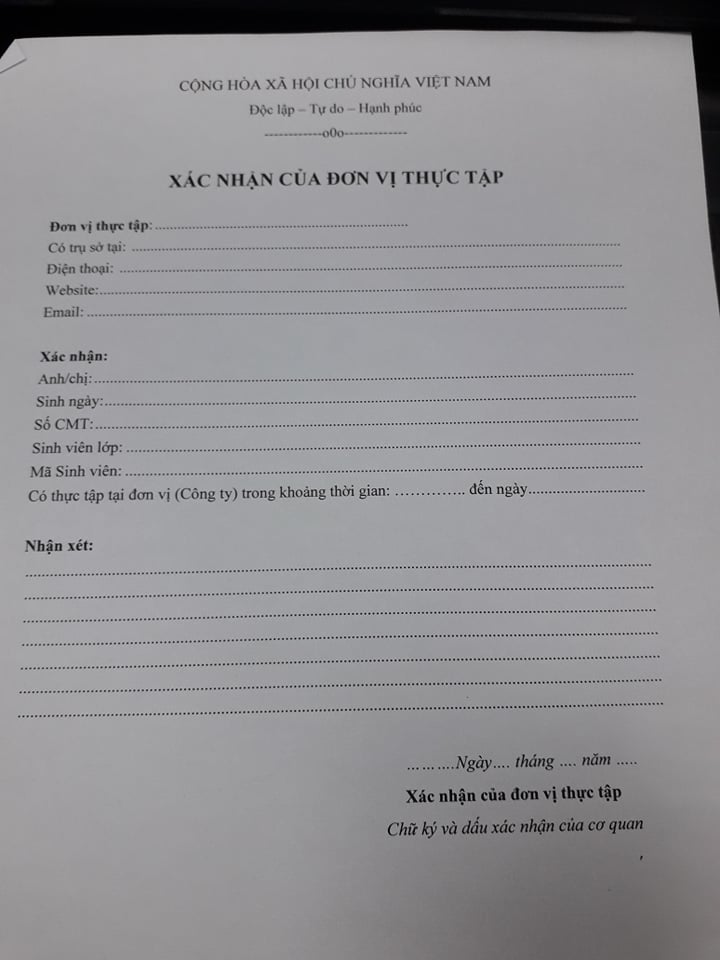 CỘNG HÒA XÃ HỘI CHỦ NGHĨA VIỆT NAM
Độc lập – Tự do – Hạnh phúc
------------o0o-------------
XÁC NHẬN CỦA ĐƠN VỊ THỰC TẬP
Đơn vị thực tập: ................................................................
Có trụ sở tại: ................................................................
Điện thoại: ................................................................
Website:................................................................
Email: ................................................................
Xác nhận:
Anh/chị:................................................................
Sinh ngày:................................................................
Số CMT:................................................................
Sinh viên lớp: ................................................................
Mã Sinh viên: ................................................................
Có thực tập tại đơn vị (Công ty) trong khoảng thời gian: ………….. đến ngày..............................
Nhận xét:
................................................................
................................................................
................................................................
................................................................
................................................................
................................................................
................................................................
………..Ngày.... tháng .... năm .....
Xác nhận của đơn vị thực tập
Chữ ký và dấu xác nhận của cơ quan